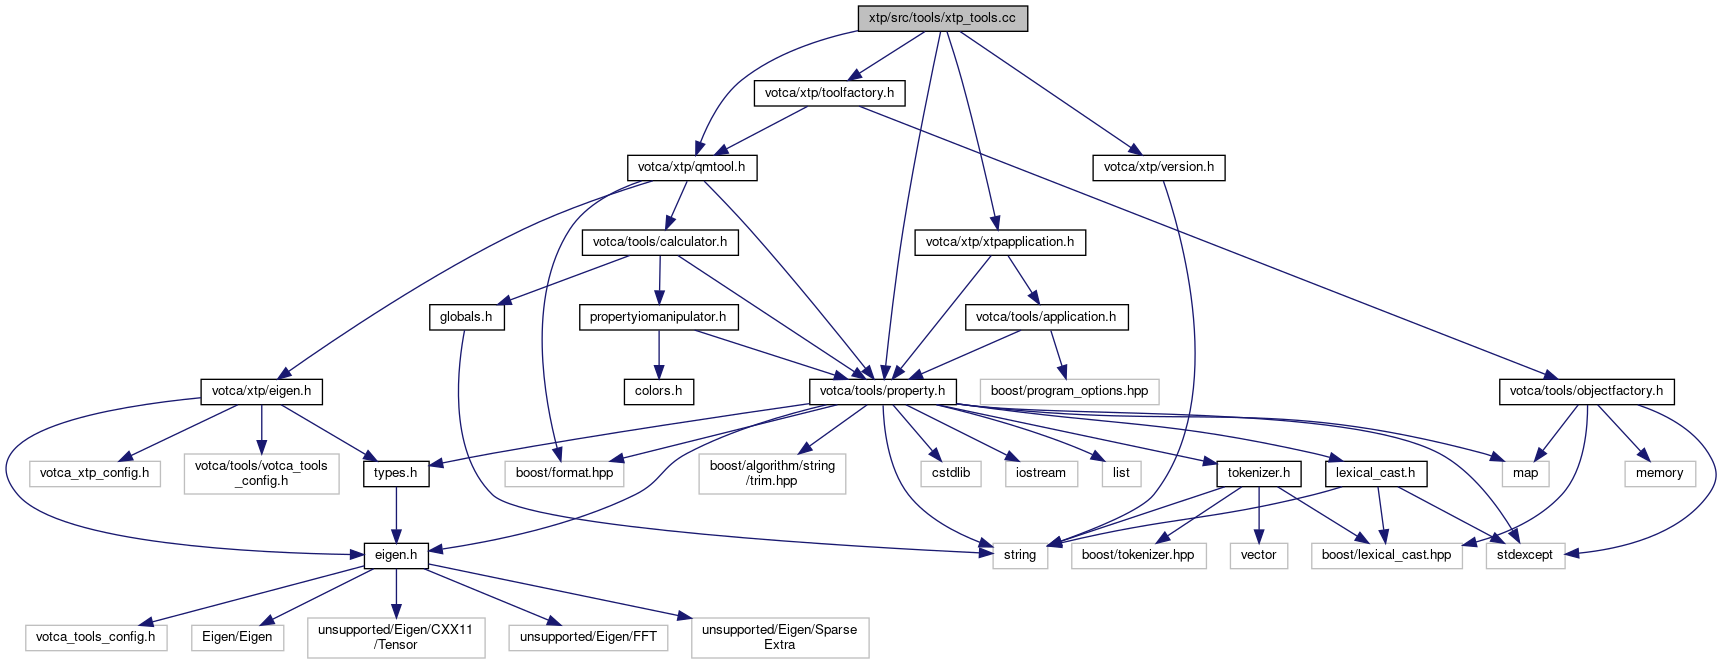 xtp/src/tools/xtp_tools.cc
votca/xtp/toolfactory.h
votca/xtp/qmtool.h
votca/xtp/version.h
votca/tools/calculator.h
votca/xtp/xtpapplication.h
globals.h
propertyiomanipulator.h
votca/tools/application.h
votca/xtp/eigen.h
colors.h
votca/tools/property.h
boost/program_options.hpp
votca/tools/objectfactory.h
votca_xtp_config.h
votca/tools/votca_tools
_config.h
types.h
boost/format.hpp
boost/algorithm/string
/trim.hpp
cstdlib
iostream
list
tokenizer.h
lexical_cast.h
map
memory
eigen.h
string
boost/tokenizer.hpp
vector
boost/lexical_cast.hpp
stdexcept
votca_tools_config.h
Eigen/Eigen
unsupported/Eigen/CXX11
/Tensor
unsupported/Eigen/FFT
unsupported/Eigen/Sparse
Extra